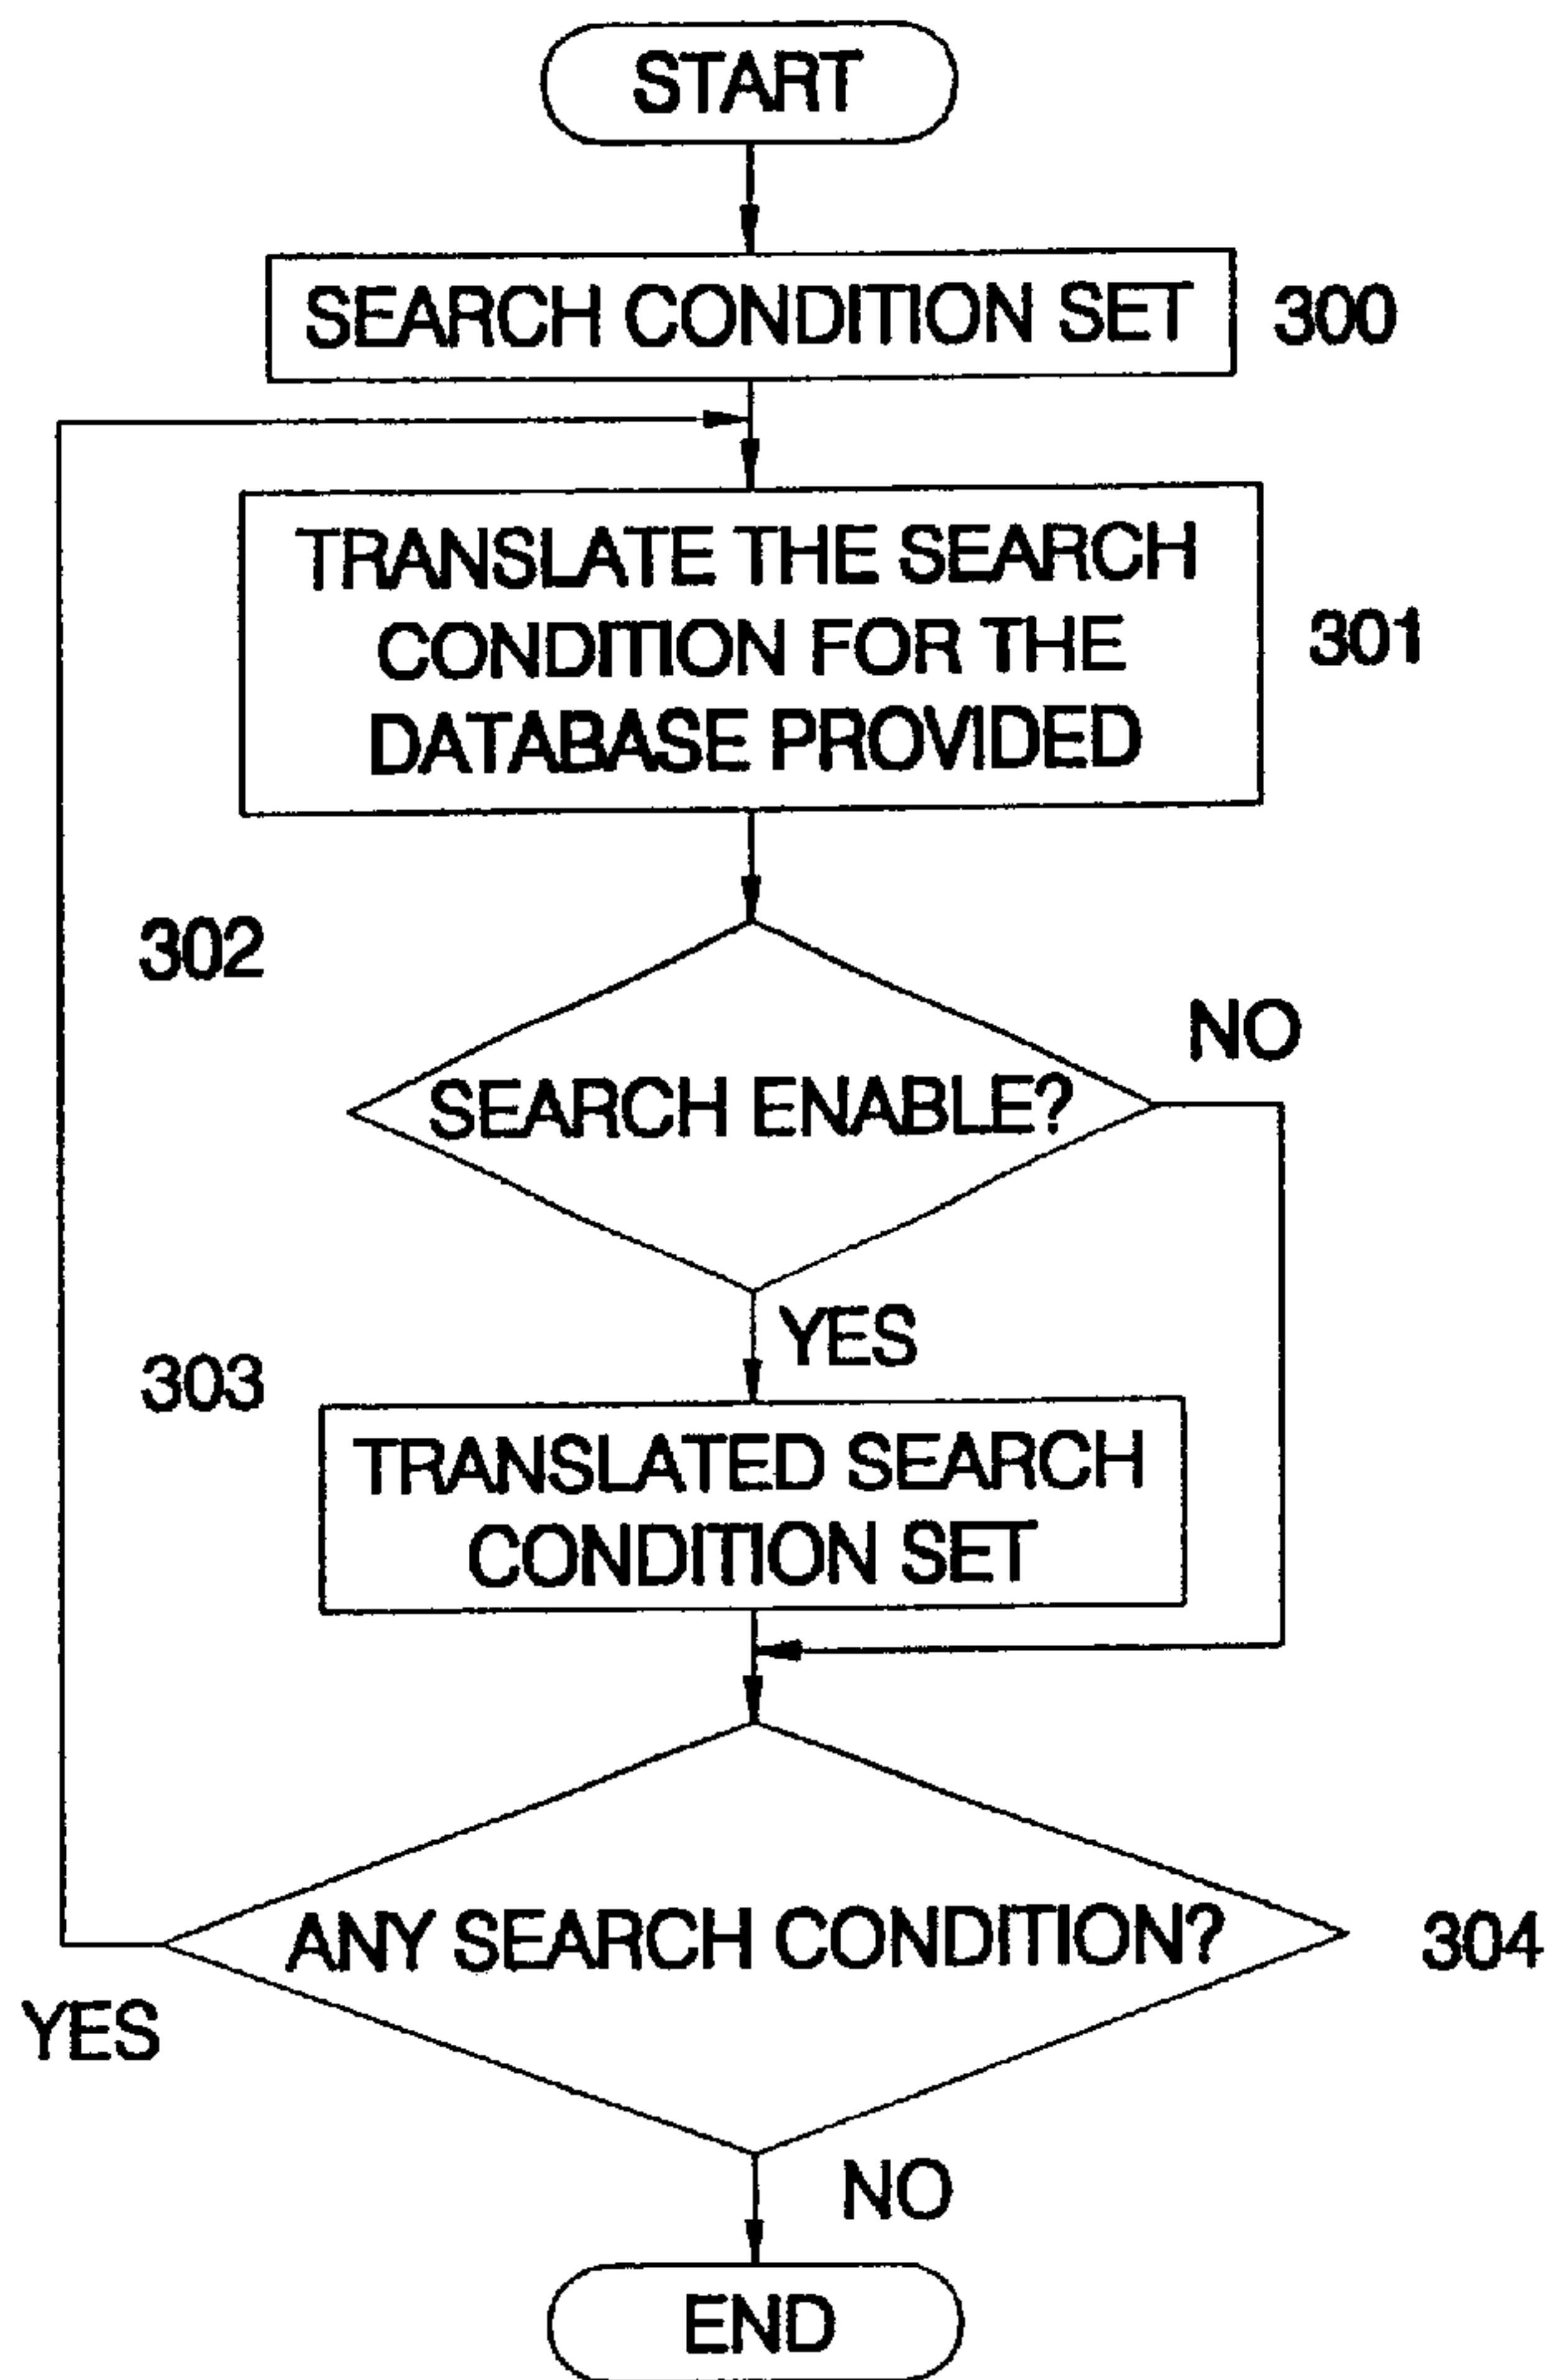 START
SEARCH CONDITION SET
300
TRANSLATE THE SEARCH
CONDITION FOR THE
DATABASE PROVIDED
301
302
NO
SEARCH ENABLE?
YES
303
TRANSLATED SEARCH
CONDITION SET
ANY SEARCH CONDITION?
304
YES
NO
END